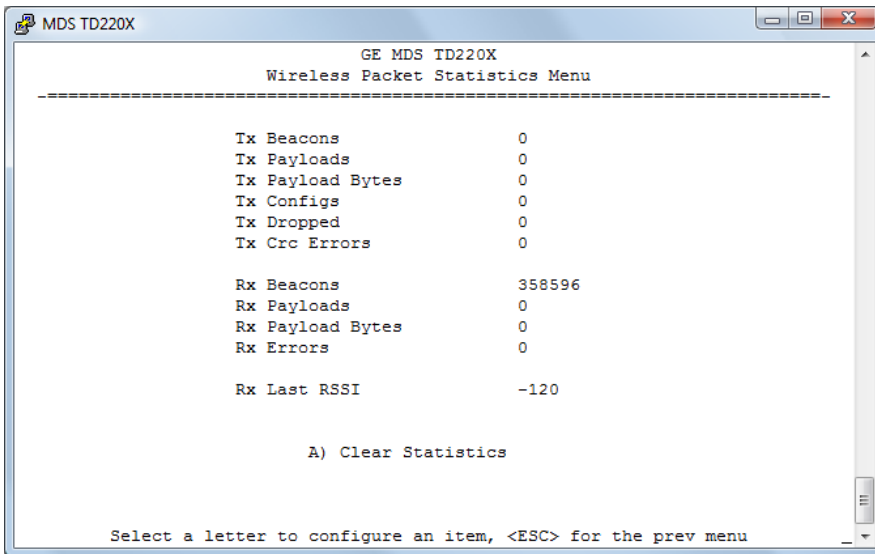 MDS TD220X
GE MDS TD220X
Wireless Packet Statistics Menu
_==========================================================================_
Tx Beacons 0
Tx Payloads 0
Tx Payload Bytes 0
Tx Configs 0
Tx Dropped 0
Tx Crc Errors 0
Rx Beacons 358596
Rx Payloads 0
Rx Payload Bytes 0
Rx Errors 0
Rx Last RSSI -120
A) Clear Statistics
Select a letter to configure an item, <ESC> for the prev menu _